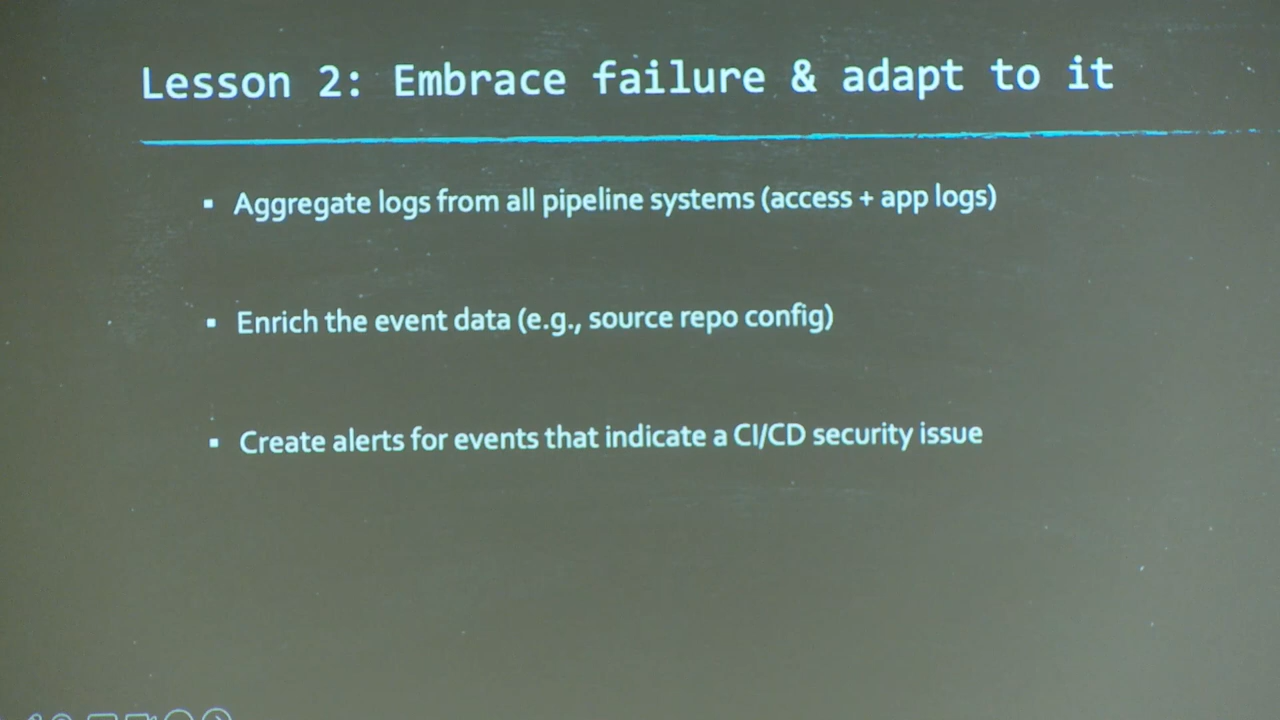 Lesson 2: Embrace failure & adapt to it
▪ Aggregate logs from all pipeline systems (access + app logs)
▪ Enrich the event data (e.g., source repo config)
▪ Create alerts for events that indicate a CI/CD security issue